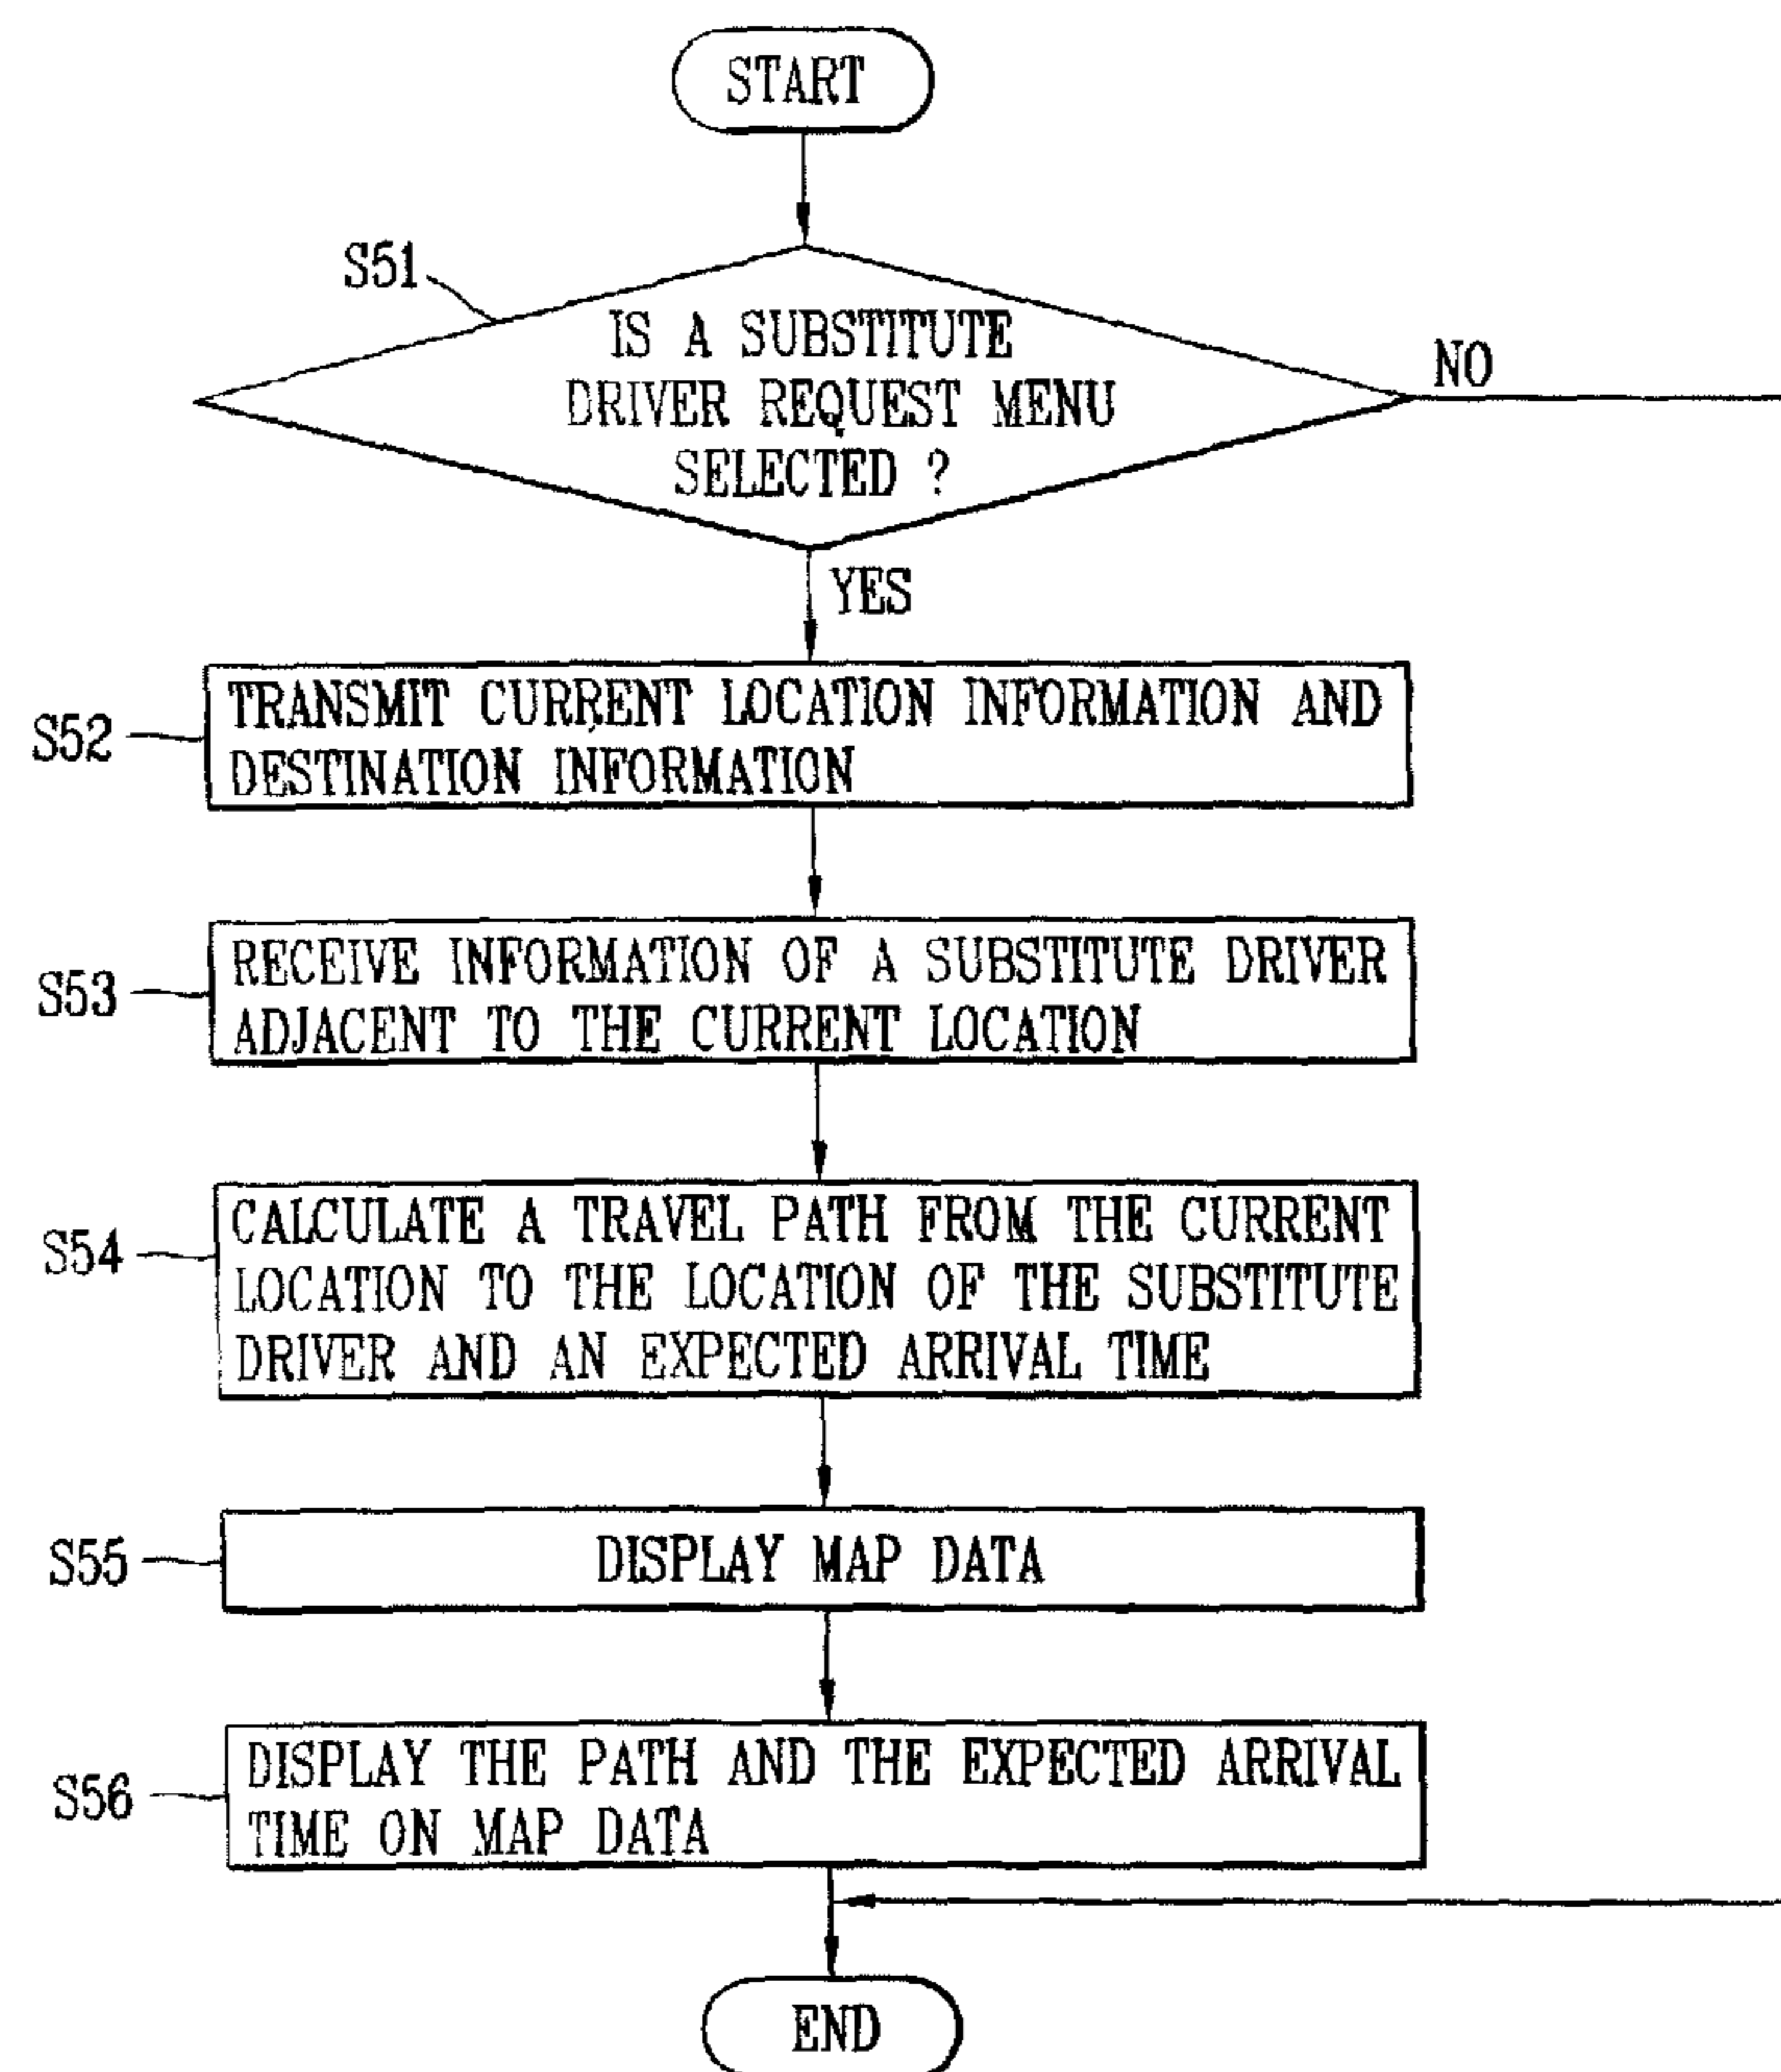 START
S51
IS A SUBSTITUTE
DRIVER REQUEST MENU
SELECTED ?
NO
YES
S52
TRANSMIT CURRENT LOCATION INFORMATION AND
DESTINATION INFORMATION
S53
RECEIVE INFORMATION OF A SUBSTITUTE DRIVER
ADJACENT TO THE CURRENT LOCATION
S54
CALCULATE A TRAVEL PATH FROM THE CURRENT
LOCATION TO THE LOCATION OF THE SUBSTITUTE
DRIVER AND AN EXPECTED ARRIVAL TIME
S55
DISPLAY MAP DATA
S56
DISPLAY THE PATH AND THE EXPECTED ARRIVAL
TIME ON MAP DATA
END